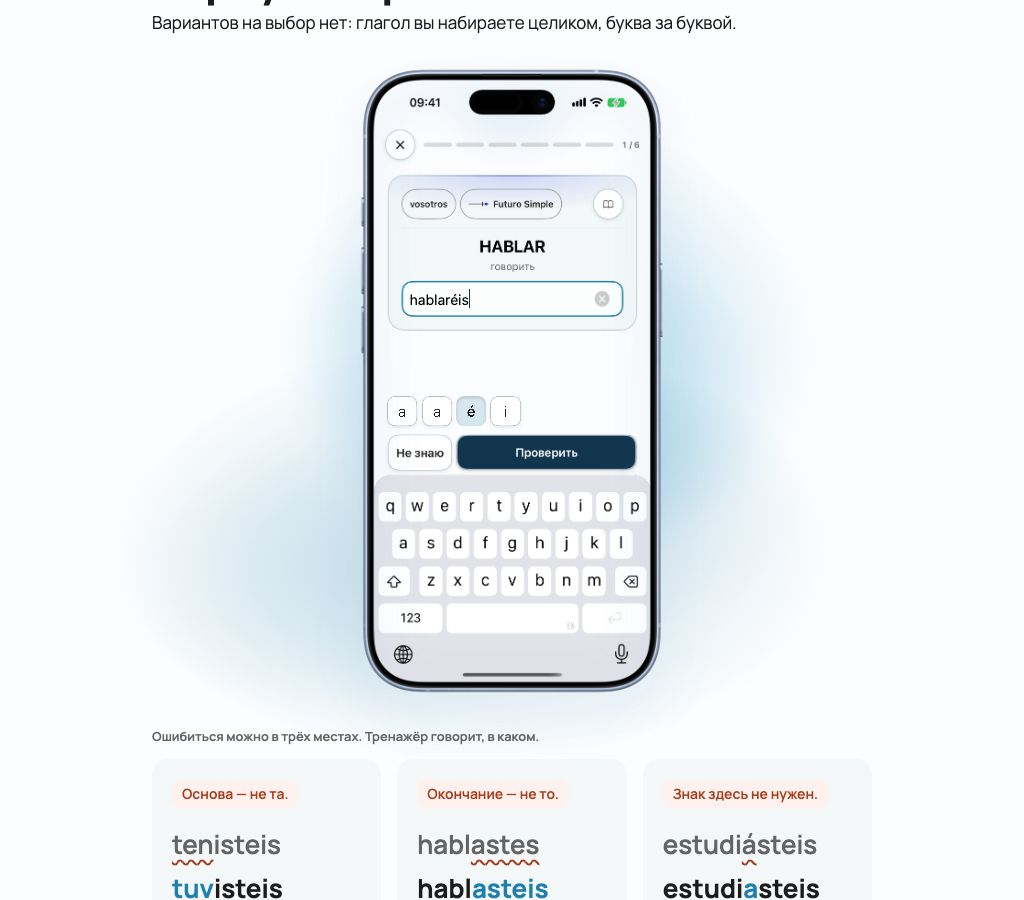 Вариантов на выбор нет: глагол вы набираете целиком, буква за буквой.
09:41
1 / 6
vosotros
Futuro Simple
HABLAR
говорить
hablaréis
a a é i
Не знаю
Проверить
q w e r t y u i o p
a s d f g h j k l
z x c v b n m
123
EN
Ошибиться можно в трёх местах. Тренажёр говорит, в каком.
Основа — не та.
tenisteis
tuvisteis
Окончание — не то.
hablastes
hablasteis
Знак здесь не нужен.
estudiásteis
estudiasteis